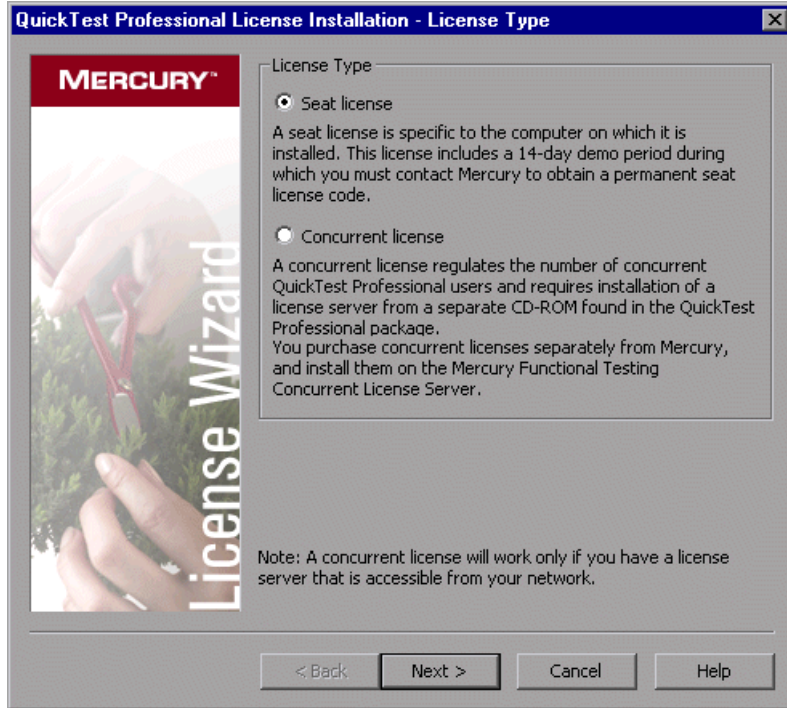 QuickTest Professional License Installation - License Type
MERCURY™
License Wizard
License Type
Seat license
A seat license is specific to the computer on which it is
installed. This license includes a 14-day demo period during
which you must contact Mercury to obtain a permanent seat
license code.
Concurrent license
A concurrent license regulates the number of concurrent
QuickTest Professional users and requires installation of a
license server from a separate CD-ROM found in the QuickTest
Professional package.
You purchase concurrent licenses separately from Mercury,
and install them on the Mercury Functional Testing
Concurrent License Server.
Note: A concurrent license will work only if you have a license
server that is accessible from your network.
< Back
Next >
Cancel
Help